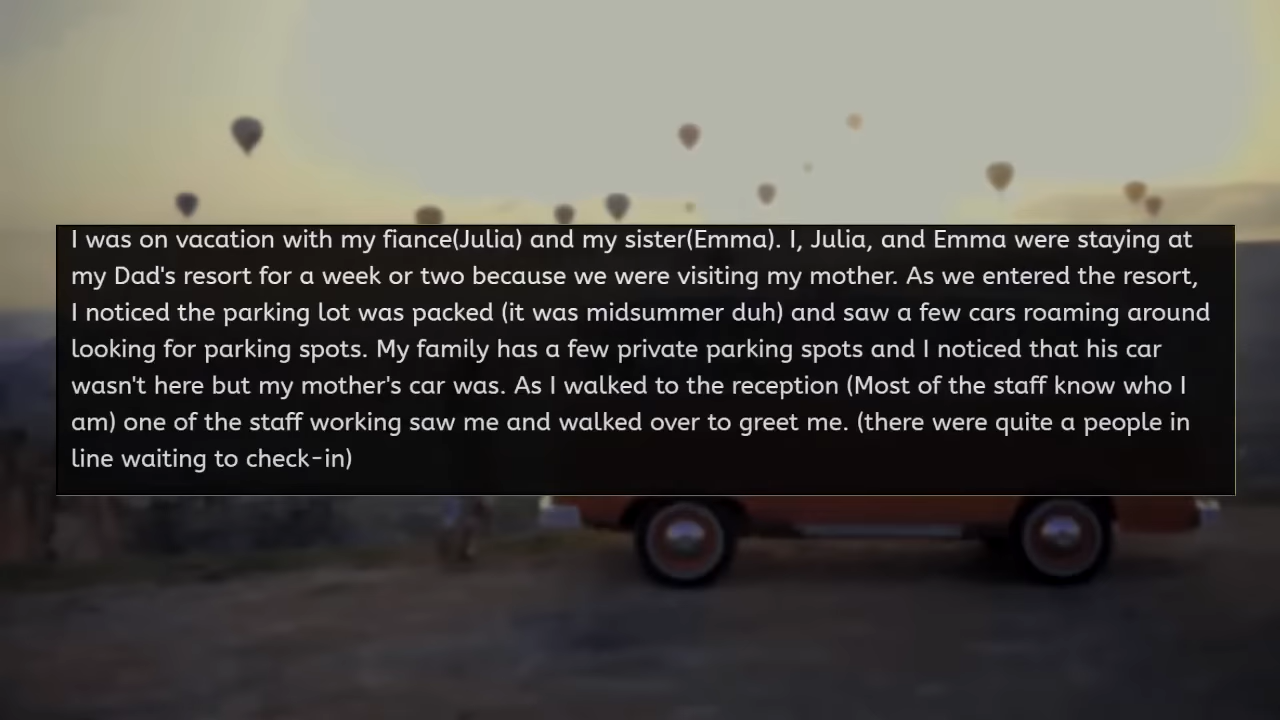 I was on vacation with my fiance(Julia) and my sister(Emma). I, Julia, and Emma were staying at
my Dad's resort for a week or two because we were visiting my mother. As we entered the resort,
I noticed the parking lot was packed (it was midsummer duh) and saw a few cars roaming around
looking for parking spots. My family has a few private parking spots and I noticed that his car
wasn't here but my mother's car was. As I walked to the reception (Most of the staff know who I
am) one of the staff working saw me and walked over to greet me. (there were quite a people in
line waiting to check-in)